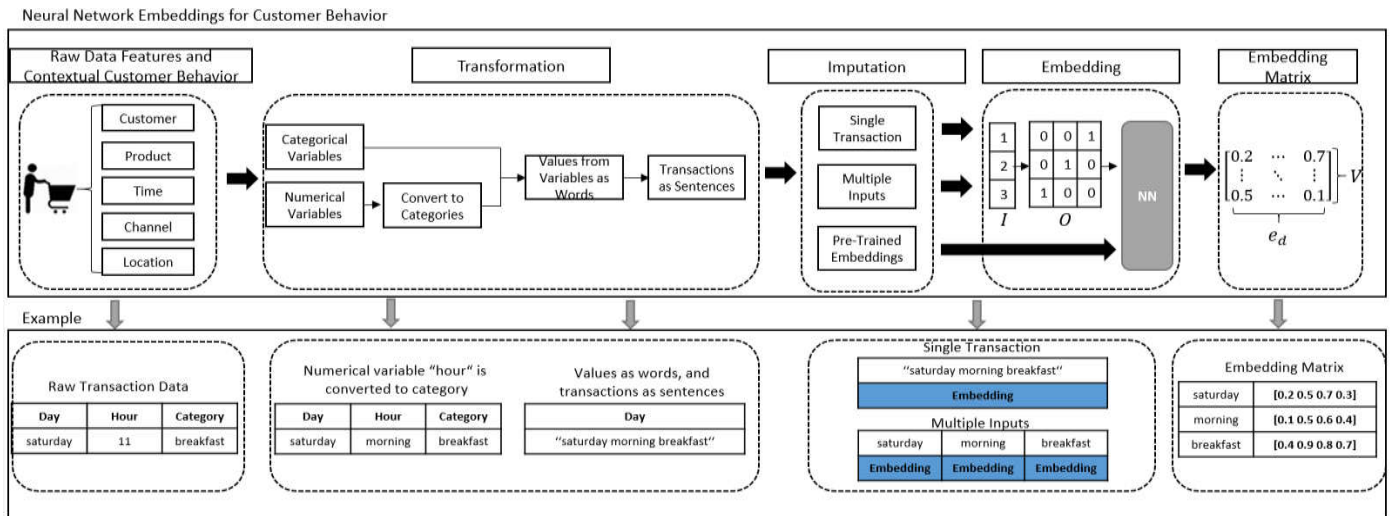 Neural Network Embeddings for Customer Behavior
Raw Data Features and
Contextual Customer Behavior
Transformation
Imputation
Embedding
Embedding
Matrix
Customer
Product
Time
Channel
Location
Categorical
Variables
Numerical
Variables
Convert to
Categories
Values from
Variables as
Words
Transactions
as Sentences
Single
Transaction
Multiple
Inputs
Pre-Trained
Embeddings
1 0 0 1
2 0 1 0
3 1 0 0
I O
NN
0.2 ⋯ 0.7
⋮ ⋱ ⋮
0.5 ⋯ 0.1
V
e_d
Example
Raw Transaction Data
Day Hour Category
saturday 11 breakfast
Numerical variable “hour“ is
converted to category
Day Hour Category
saturday morning breakfast
Values as words, and
transactions as sentences
Day
“saturday morning breakfast“
Single Transaction
“saturday morning breakfast“
Embedding
Multiple Inputs
saturday morning breakfast
Embedding Embedding Embedding
Embedding Matrix
saturday [0.2 0.5 0.7 0.3]
morning [0.1 0.5 0.6 0.4]
breakfast [0.4 0.9 0.8 0.7]